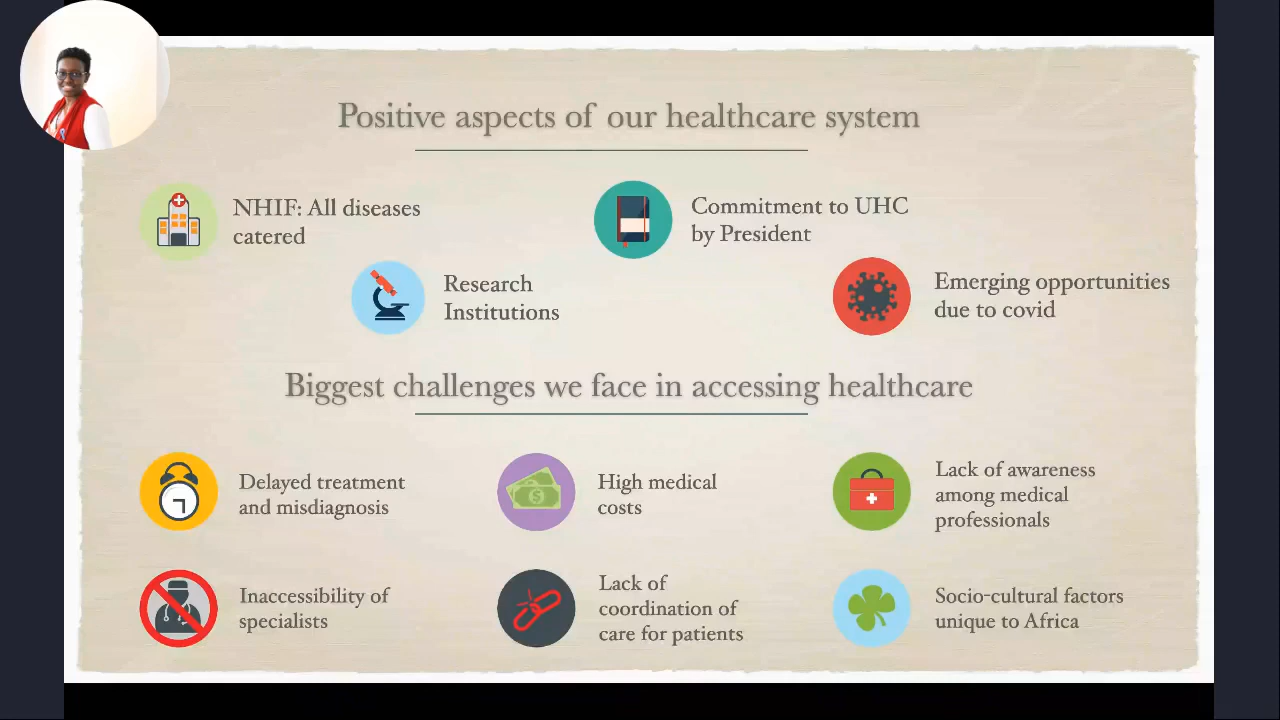 Positive aspects of our healthcare system
NHIF: All diseases
catered
Commitment to UHC
by President
Research
Institutions
Emerging opportunities
due to covid
Biggest challenges we face in accessing healthcare
Delayed treatment
and misdiagnosis
High medical
costs
Lack of awareness
among medical
professionals
Inaccessibility of
specialists
Lack of
coordination of
care for patients
Socio-cultural factors
unique to Africa